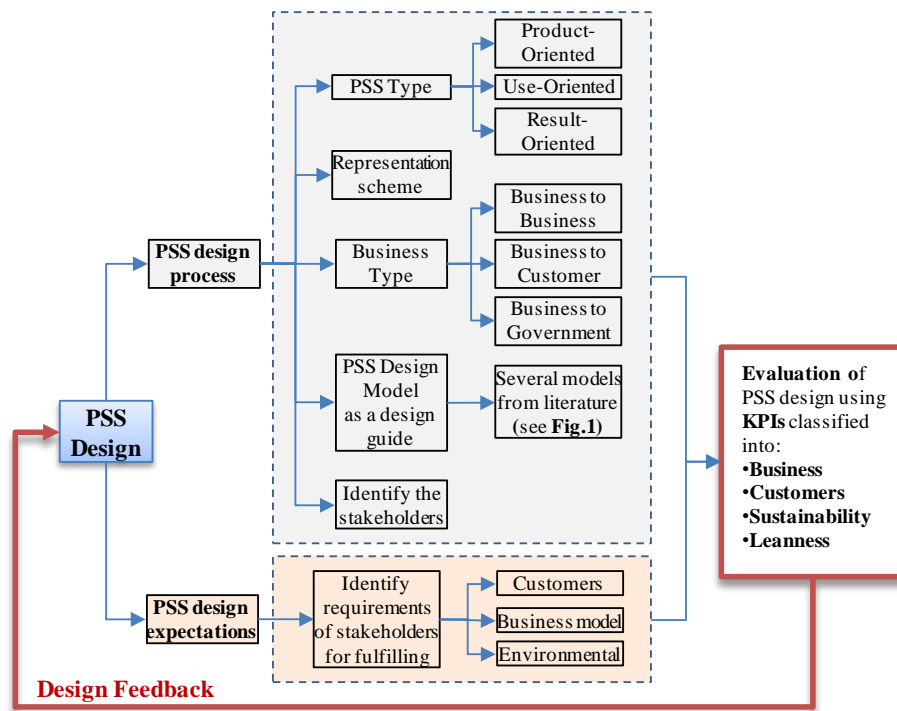 Product-
Oriented
PSS Type
Use-Oriented
Result-
Oriented
Representation
scheme
Business to
Business
PSS design
process
Business
Type
Business to
Customer
Business to
Government
PSS Design
Model
as a design
guide
Several models
from literature
(see Fig.1)
Evaluation of
PSS design using
KPIs classified
into:
•Business
•Customers
•Sustainability
•Leanness
PSS
Design
Identify the
stakeholders
PSS design
expectations
Identify
requirements
of stakeholders
for fulfilling
Customers
Business model
Environmental
Design Feedback